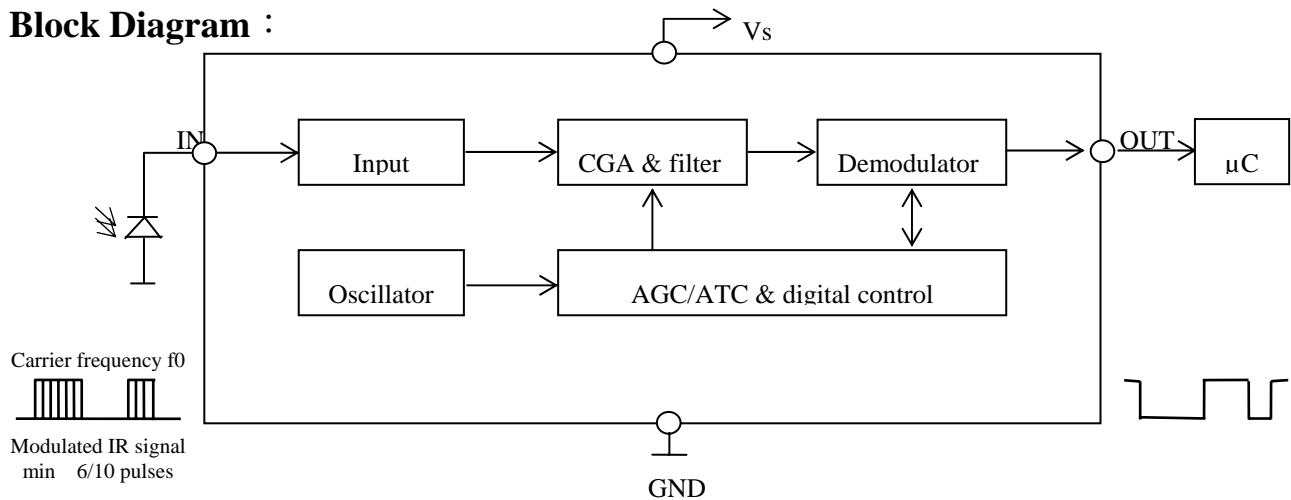 Block Diagram：
Vs
IN
Input
CGA & filter
Demodulator
OUT
µC
Oscillator
AGC/ATC & digital control
Carrier frequency f0
Modulated IR signal
min 6/10 pulses
GND